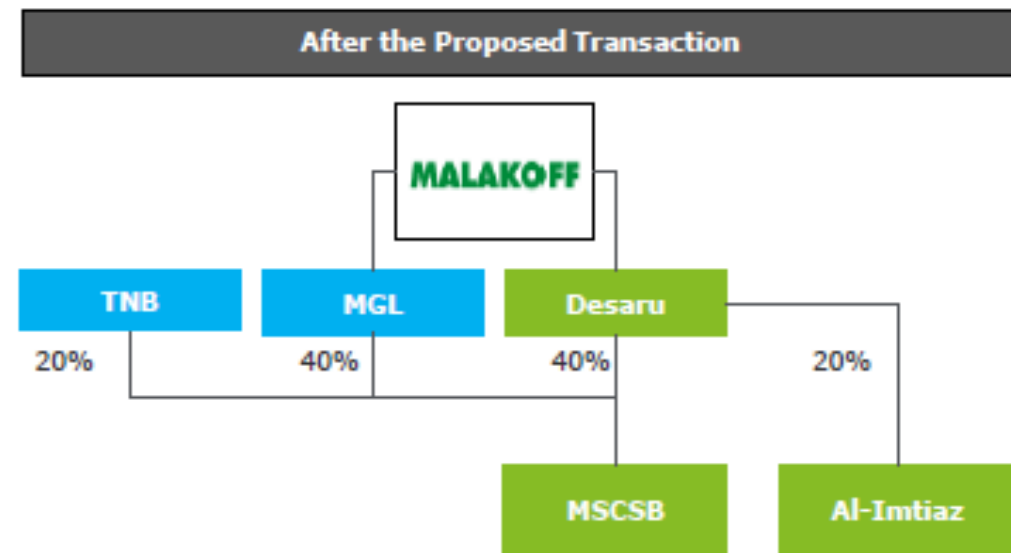 After the Proposed Transaction
MALAKOFF
TNB
MGL
Desaru
20%
40%
40%
20%
MSCSB
Al-Imtiaz